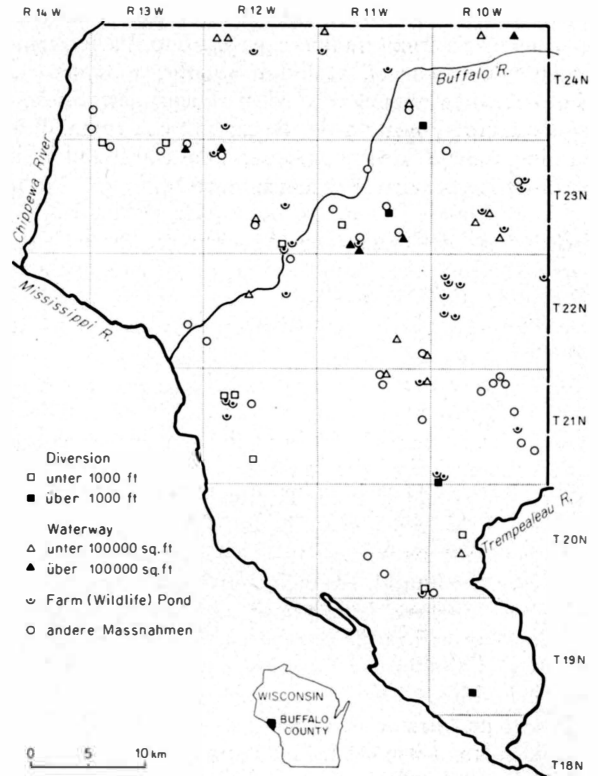 R 14 W R 13 W R 12 W R 11 W R 10 W
Buffalo R.
T 24 N
Chippewa River
T 23 N
Mississippi R.
T 22 N
T 21 N
Diversion
unter 1000 ft
über 1000 ft
Waterway
unter 100000 sq.ft
über 100000 sq.ft
Farm (Wildlife) Pond
andere Massnahmen
Trempealeau R.
T 20 N
T 19 N
WISCONSIN
BUFFALO
COUNTY
0 5 10 km
T 18 N